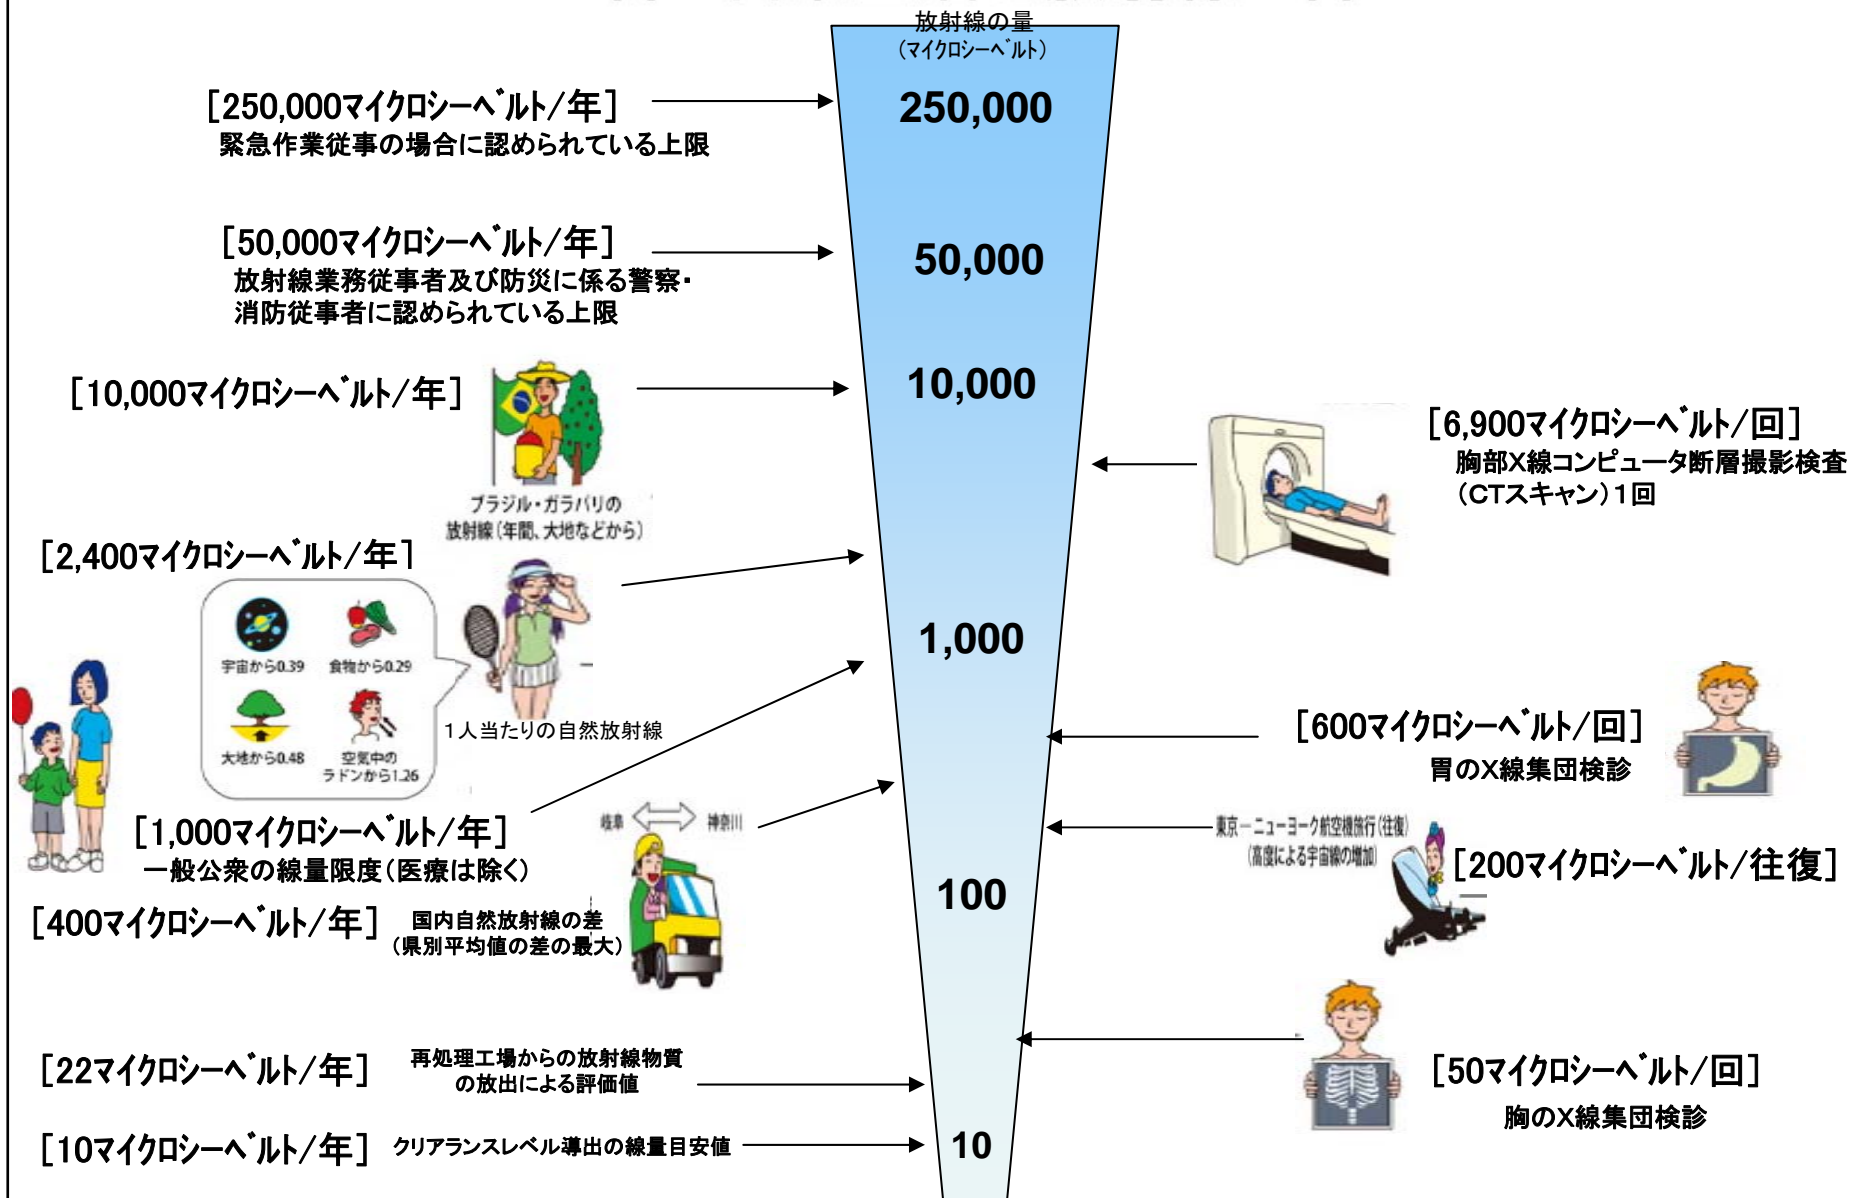 放射線の量
(マイクロシーベルト)
250,000
50,000
10,000
1,000
100
10
[250,000マイクロシーベルト/年]
緊急作業従事の場合に認められている上限
[50,000マイクロシーベルト/年]
放射線業務従事者及び防災に係る警察・
消防従事者に認められている上限
[10,000マイクロシーベルト/年]
ブラジル・ガラパリの
放射線(年間、大地などから)
[2,400マイクロシーベルト/年]
宇宙から0.39
食物から0.29
大地から0.48
空気中の
ラドンから1.26
1人当たりの自然放射線
[1,000マイクロシーベルト/年]
一般公衆の線量限度(医療は除く)
岐阜
神奈川
[400マイクロシーベルト/年]
国内自然放射線の差
(県別平均値の差の最大)
[22マイクロシーベルト/年]
再処理工場からの放射線物質
の放出による評価値
[10マイクロシーベルト/年]
クリアランスレベル導出の線量目安値
[6,900マイクロシーベルト/回]
胸部X線コンピュータ断層撮影検査
(CTスキャン)1回
[600マイクロシーベルト/回]
胃のX線集団検診
東京ーニューヨーク航空機旅行(往復)
(高度による宇宙線の増加)
[200マイクロシーベルト/往復]
[50マイクロシーベルト/回]
胸のX線集団検診